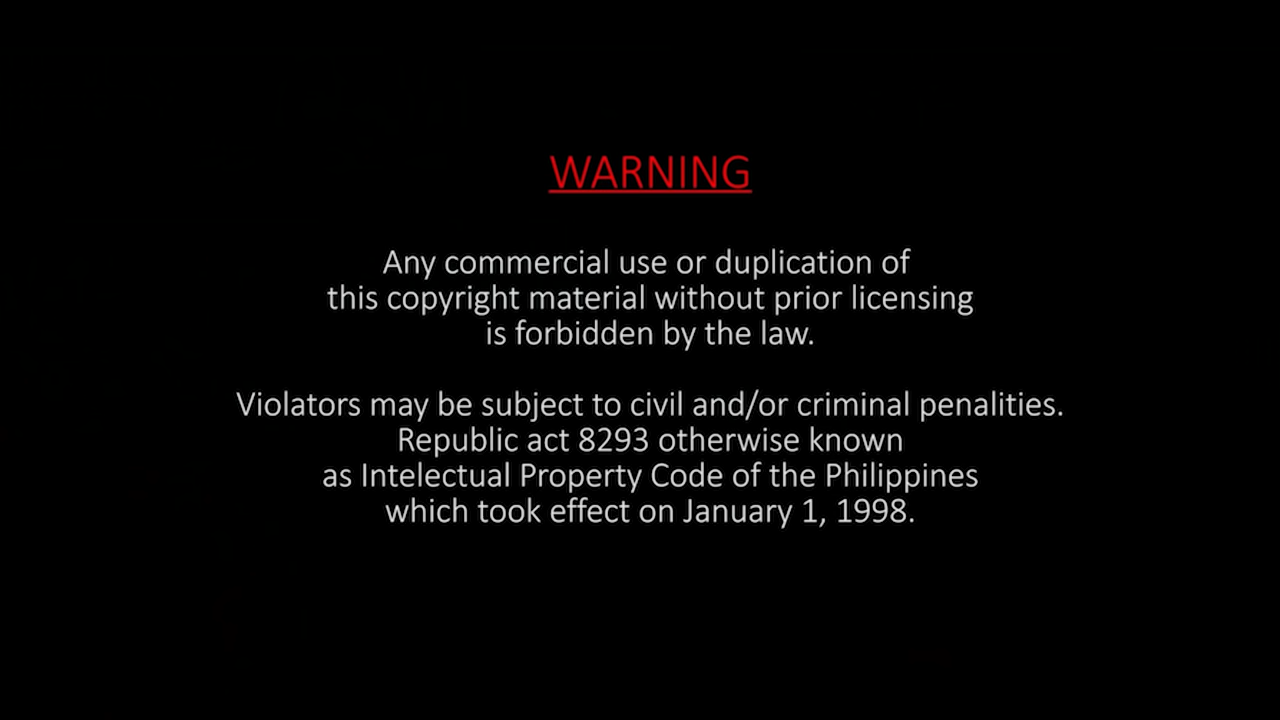 WARNING
Any commercial use or duplication of
this copyright material without prior licensing
is forbidden by the law.
Violators may be subject to civil and/or criminal penalities.
Republic act 8293 otherwise known
as Intelectual Property Code of the Philippines
which took effect on January 1, 1998.